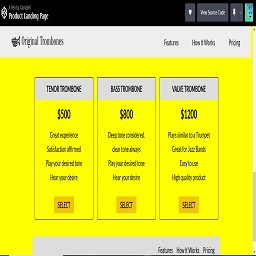 A Pen by Camabel
Product Landing Page
View Source Code
Original Trombones
Features How It Works Pricing
TENOR TROMBONE
$500
Great experience
Satisfaction affirmed
Play your desired tone
Hear your desire
SELECT
BASS TROMBONE
$800
Deep tone considered.
clear tone always
Play your desired tone
Hear your desire
SELECT
VALVE TROMBONE
$1200
Plays similar to a Trumpet
Great for Jazz Bands
Easy to use
High quality product
SELECT
Features How It Works Pricing